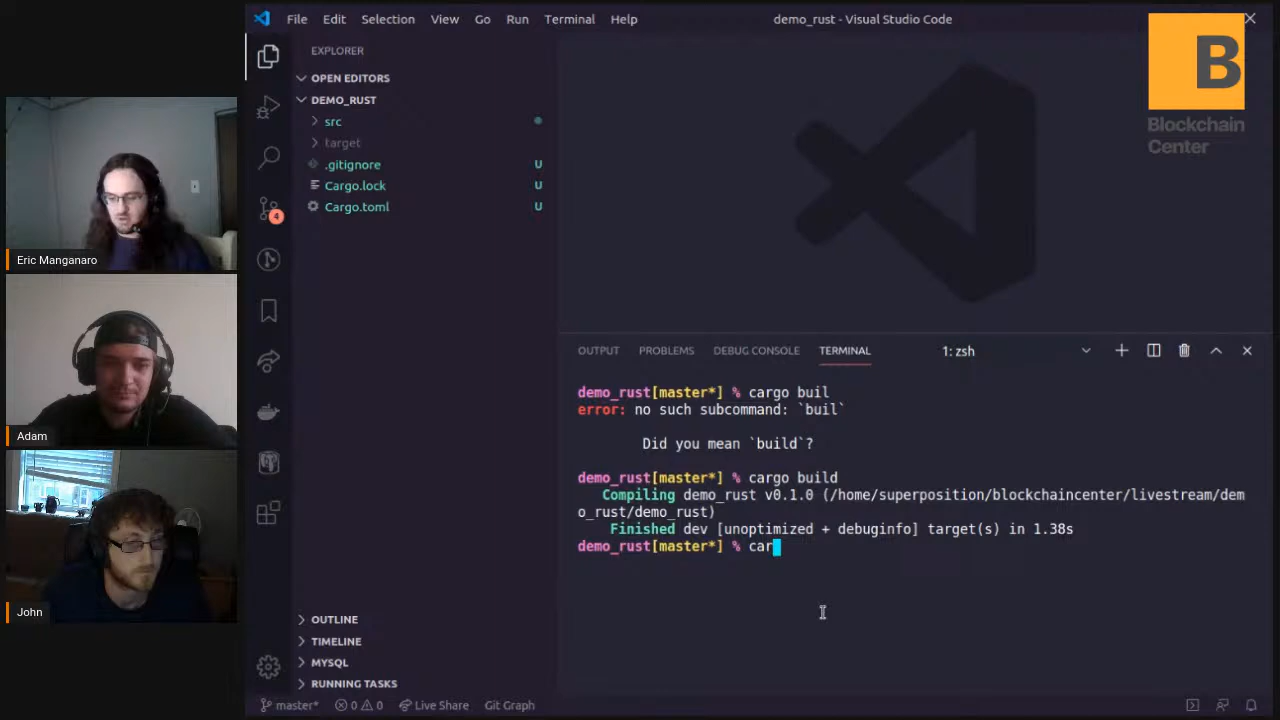 File Edit Selection View Go Run Terminal Help
demo_rust - Visual Studio Code
B
Blockchain
Center
EXPLORER
OPEN EDITORS
DEMO_RUST
src
target
.gitignore U
Cargo.lock U
Cargo.toml U
4
OUTLINE
TIMELINE
MYSQL
RUNNING TASKS
OUTPUT PROBLEMS DEBUG CONSOLE TERMINAL 1: zsh
demo_rust[master*] % cargo buil
error: no such subcommand: `buil`
Did you mean `build`?
demo_rust[master*] % cargo build
Compiling demo_rust v0.1.0 (/home/superposition/blockchaincenter/livestream/dem
o_rust/demo_rust)
Finished dev [unoptimized + debuginfo] target(s) in 1.38s
demo_rust[master*] % car
master* 0 0 Live Share Git Graph
Eric Manganaro
Adam
John